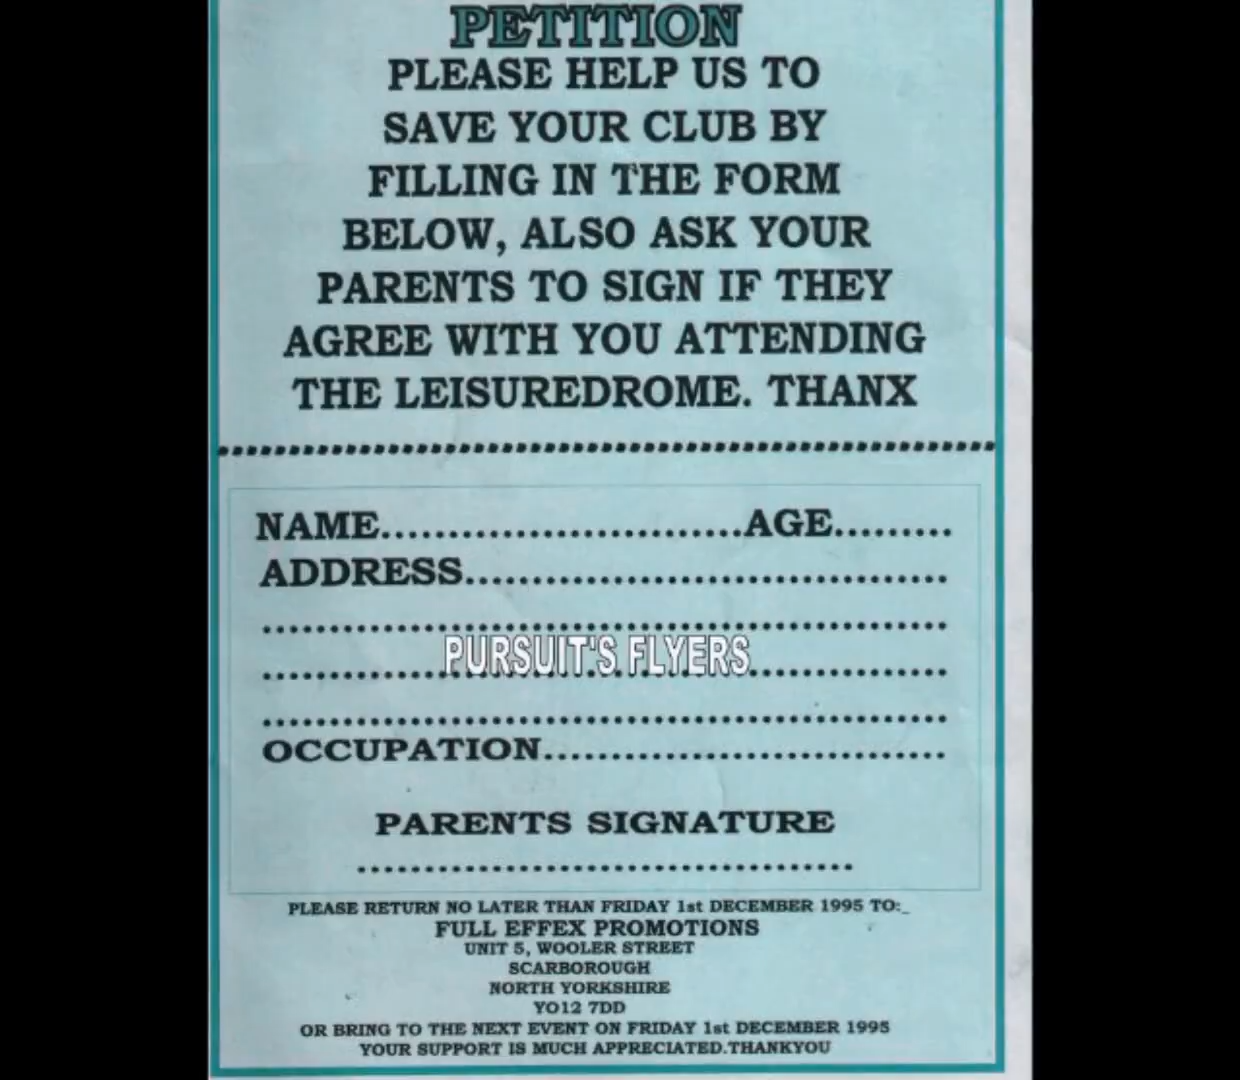 PETITION
PLEASE HELP US TO
SAVE YOUR CLUB BY
FILLING IN THE FORM
BELOW, ALSO ASK YOUR
PARENTS TO SIGN IF THEY
AGREE WITH YOU ATTENDING
THE LEISUREDROME. THANX
NAME...........................AGE.........
ADDRESS....................................
PURSUIT'S FLYERS
OCCUPATION..............................
PARENTS SIGNATURE
.....................................
PLEASE RETURN NO LATER THAN FRIDAY 1st DECEMBER 1995 TO:_
FULL EFFEX PROMOTIONS
UNIT 5, WOOLER STREET
SCARBOROUGH
NORTH YORKSHIRE
YO12 7DD
OR BRING TO THE NEXT EVENT ON FRIDAY 1st DECEMBER 1995
YOUR SUPPORT IS MUCH APPRECIATED.THANKYOU